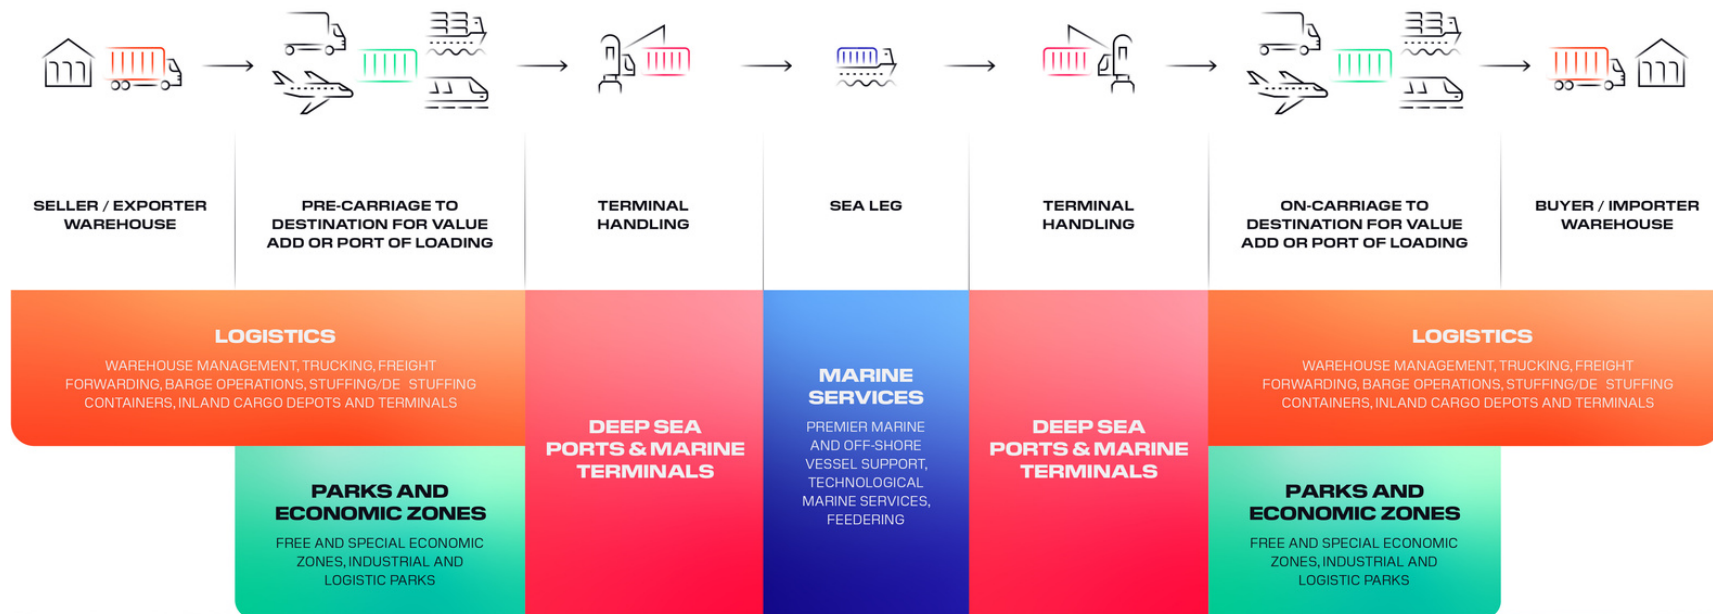 SELLER / EXPORTER
WAREHOUSE
PRE-CARRIAGE TO
DESTINATION FOR VALUE
ADD OR PORT OF LOADING
TERMINAL
HANDLING
SEA LEG
TERMINAL
HANDLING
ON-CARRIAGE TO
DESTINATION FOR VALUE
ADD OR PORT OF LOADING
BUYER / IMPORTER
WAREHOUSE
LOGISTICS
WAREHOUSE MANAGEMENT, TRUCKING, FREIGHT
FORWARDING, BARGE OPERATIONS, STUFFING/DE STUFFING
CONTAINERS, INLAND CARGO DEPOTS AND TERMINALS
PARKS AND
ECONOMIC ZONES
FREE AND SPECIAL ECONOMIC
ZONES, INDUSTRIAL AND
LOGISTIC PARKS
DEEP SEA
PORTS & MARINE
TERMINALS
MARINE
SERVICES
PREMIER MARINE
AND OFF-SHORE
VESSEL SUPPORT,
TECHNOLOGICAL
MARINE SERVICES,
FEEDERING
DEEP SEA
PORTS & MARINE
TERMINALS
LOGISTICS
WAREHOUSE MANAGEMENT, TRUCKING, FREIGHT
FORWARDING, BARGE OPERATIONS, STUFFING/DE STUFFING
CONTAINERS, INLAND CARGO DEPOTS AND TERMINALS
PARKS AND
ECONOMIC ZONES
FREE AND SPECIAL ECONOMIC
ZONES, INDUSTRIAL AND
LOGISTIC PARKS